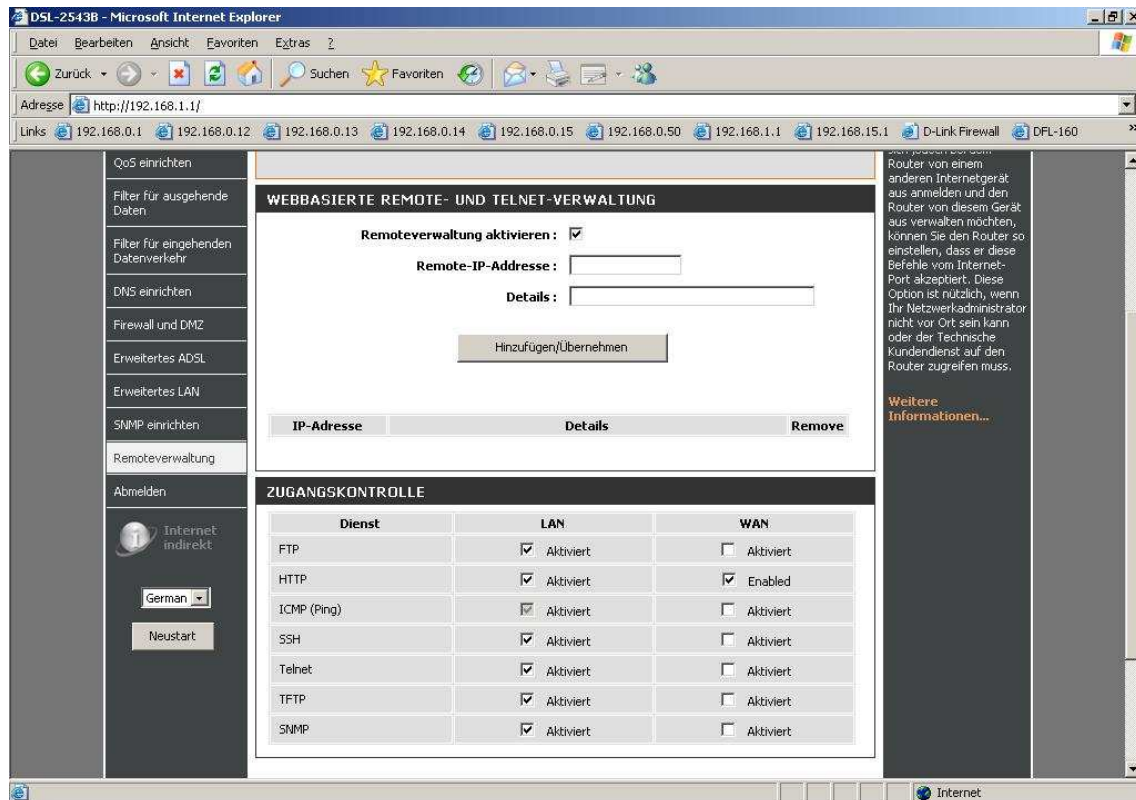 DSL-2543B - Microsoft Internet Explorer
Datei Bearbeiten Ansicht Favoriten Extras ?
Zurück Suchen Favoriten
Adresse http://192.168.1.1/
Links 192.168.0.1 192.168.0.12 192.168.0.13 192.168.0.14 192.168.0.15 192.168.0.50 192.168.1.1 192.168.15.1 D-Link Firewall DFL-160 »
QoS einrichten
Filter für ausgehende
Daten
Filter für eingehenden
Datenverkehr
DNS einrichten
Firewall und DMZ
Erweitertes ADSL
Erweitertes LAN
SNMP einrichten
Remoteverwaltung
Abmelden
Internet
indirekt
German
Neustart
WEBBASIERTE REMOTE- UND TELNET-VERWALTUNG
Remoteverwaltung aktivieren :
Remote-IP-Addresse :
Details :
Hinzufügen/Übernehmen
IP-Adresse Details Remove
ZUGANGSKONTROLLE
Dienst LAN WAN
FTP Aktiviert Aktiviert
HTTP Aktiviert Enabled
ICMP (Ping) Aktiviert Aktiviert
SSH Aktiviert Aktiviert
Telnet Aktiviert Aktiviert
TFTP Aktiviert Aktiviert
SNMP Aktiviert Aktiviert
Router von einem
anderen Internetgerät
aus anmelden und den
Router von diesem Gerät
aus verwalten möchten,
können Sie den Router so
einstellen, dass er diese
Befehle vom Internet-
Port akzeptiert. Diese
Option ist nützlich, wenn
Ihr Netzwerkadministrator
nicht vor Ort sein kann
oder der Technische
Kundendienst auf den
Router zugreifen muss.
Weitere
Informationen...
Internet